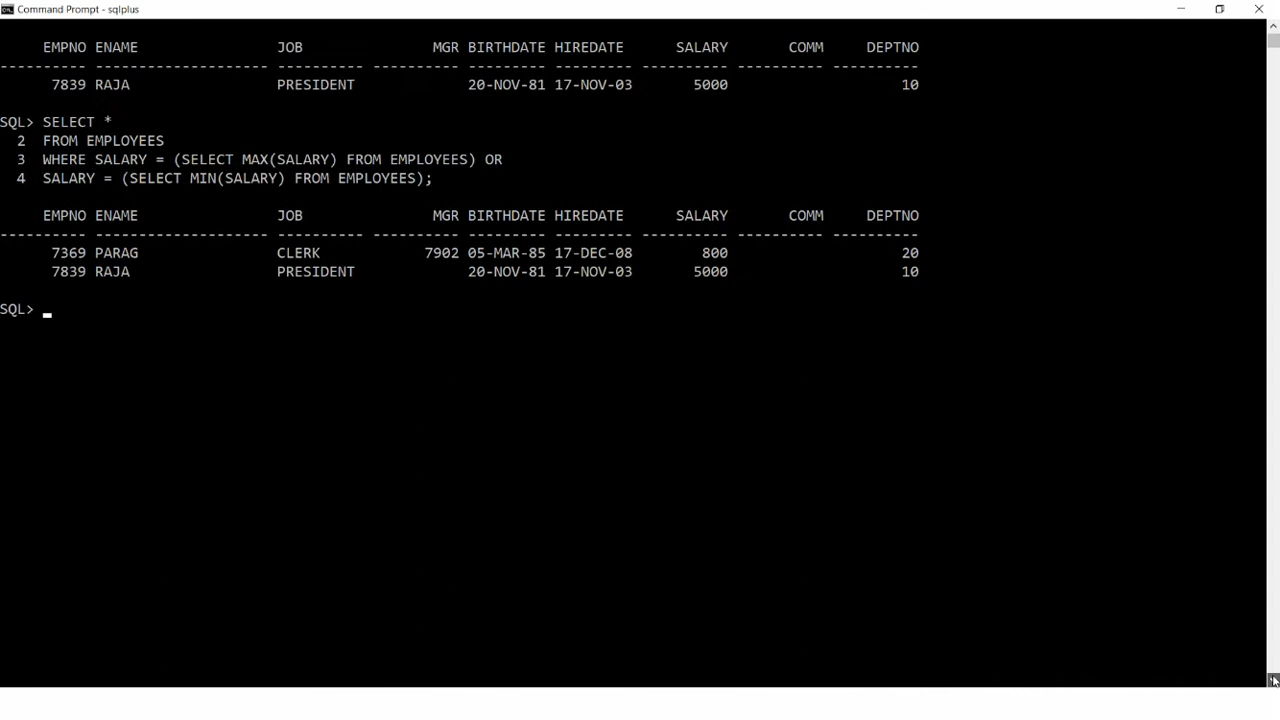 Command Prompt - sqlplus
EMPNO ENAME JOB MGR BIRTHDATE HIREDATE SALARY COMM DEPTNO
---------- -------------------- ---------- ---------- --------- --------- ---------- ---------- ----------
7839 RAJA PRESIDENT 20-NOV-81 17-NOV-03 5000 10
SQL> SELECT *
2 FROM EMPLOYEES
3 WHERE SALARY = (SELECT MAX(SALARY) FROM EMPLOYEES) OR
4 SALARY = (SELECT MIN(SALARY) FROM EMPLOYEES);
EMPNO ENAME JOB MGR BIRTHDATE HIREDATE SALARY COMM DEPTNO
---------- -------------------- ---------- ---------- --------- --------- ---------- ---------- ----------
7369 PARAG CLERK 7902 05-MAR-85 17-DEC-08 800 20
7839 RAJA PRESIDENT 20-NOV-81 17-NOV-03 5000 10
SQL>